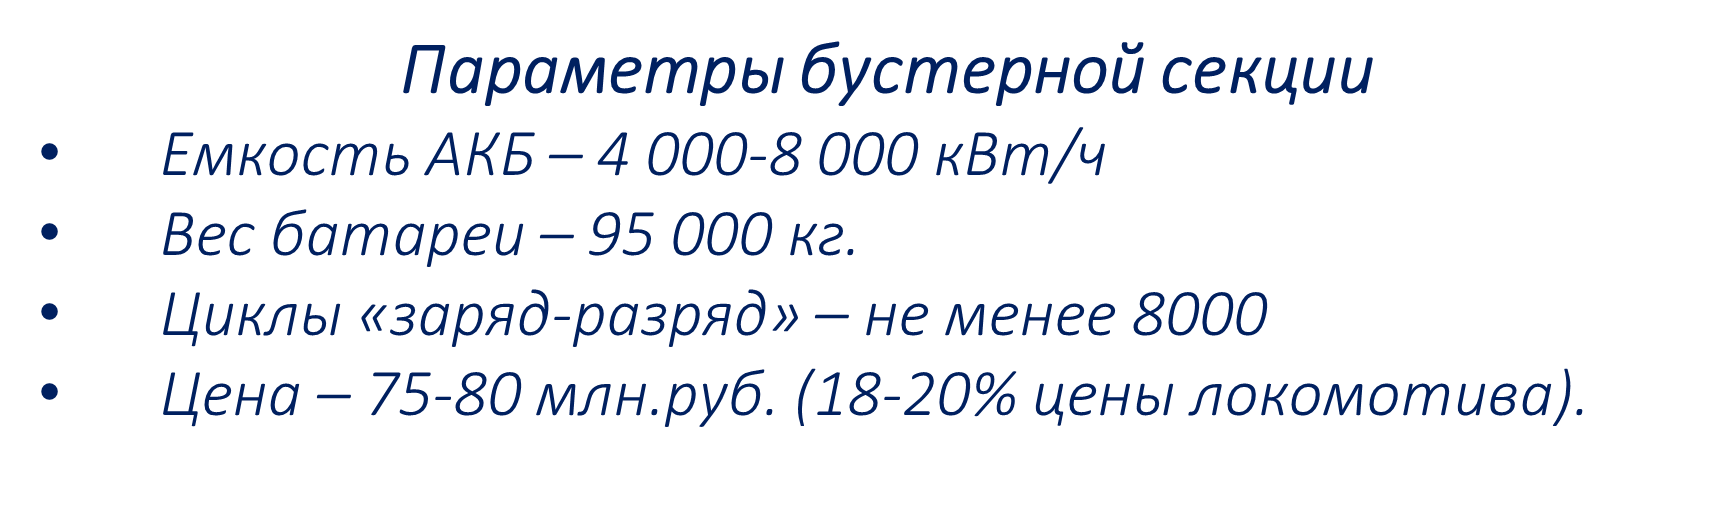 Параметры бустерной секции
• Емкость АКБ – 4 000-8 000 кВт/ч
• Вес батареи – 95 000 кг.
• Циклы «заряд-разряд» – не менее 8000
• Цена – 75-80 млн.руб. (18-20% цены локомотива).